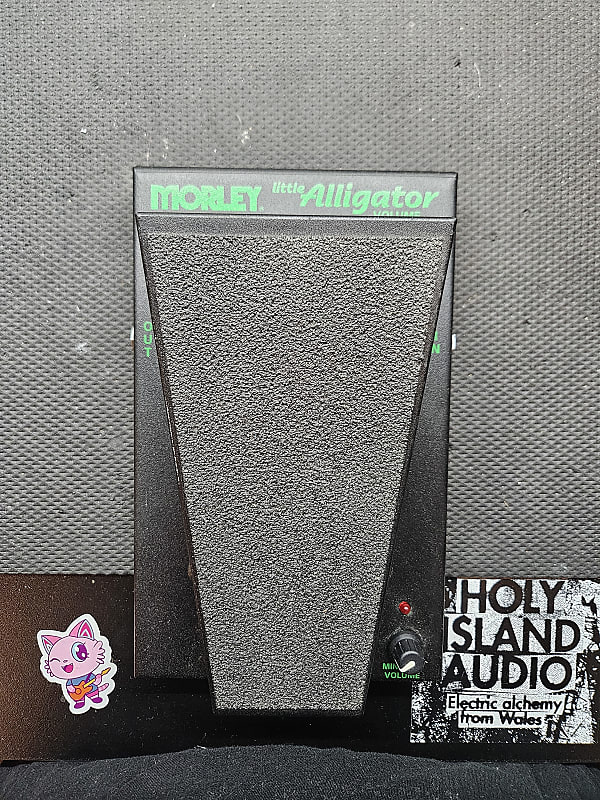 MORLEY little Alligator
VOLUME
OUT
IN
MIN
VOLUME
HOLY
ISLAND
AUDIO
Electric alchemy
from Wales